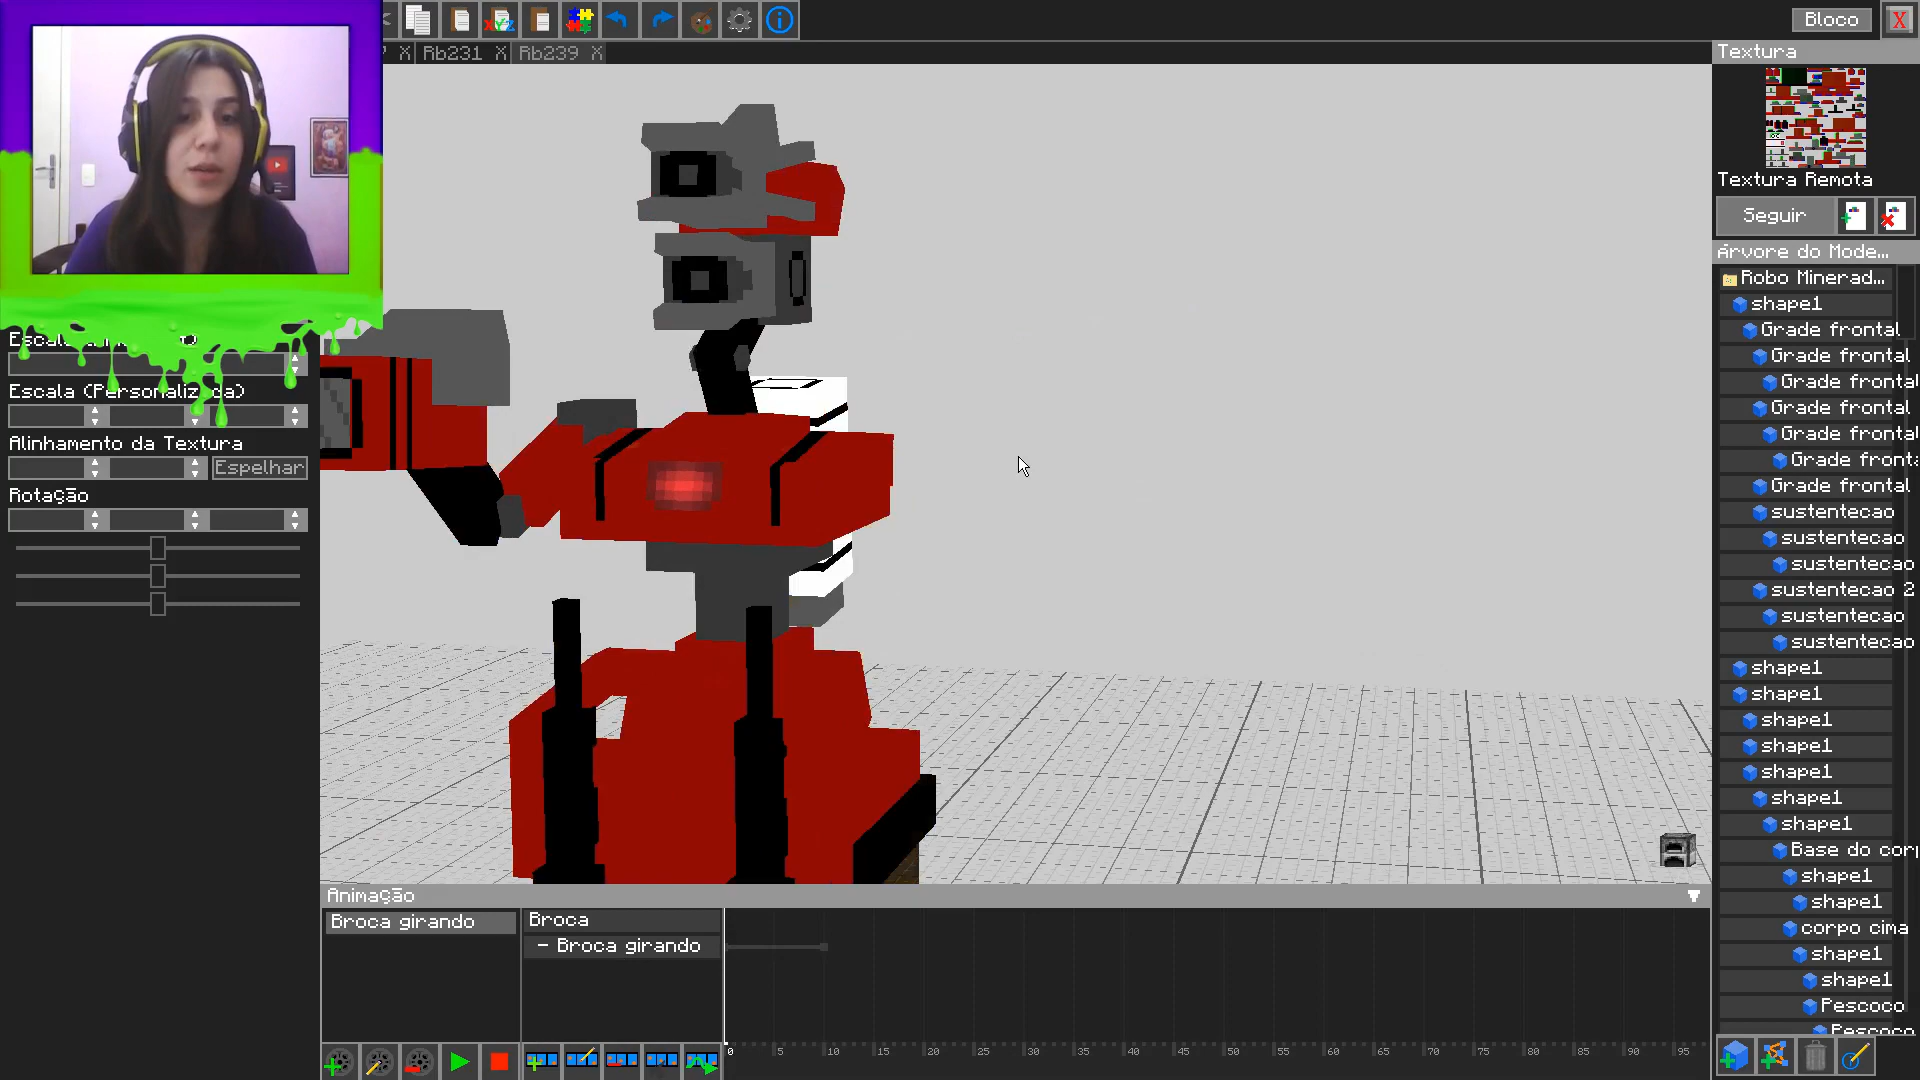 Bloco
X
X
Rb231 X
Rb239 X
Textura
Textura Remota
Seguir
Árvore do Mode...
Robo Minerad...
shape1
Grade frontal
Grade frontal
Grade frontal
Grade frontal
Grade frontal
Grade fronta
Grade frontal
sustentecao
sustentecao
sustentecao
sustentecao 2
sustentecao
sustentecao
shape1
shape1
shape1
shape1
shape1
shape1
shape1
Base do corp
shape1
shape1
corpo cima
shape1
shape1
Pescoco
Pescoco
Escala (Personalizada)
Alinhamento da Textura
Espelhar
Rotação
Animação
Broca girando
Broca
- Broca girando
0 5 10 15 20 25 30 35 40 45 50 55 60 65 70 75 80 85 90 95